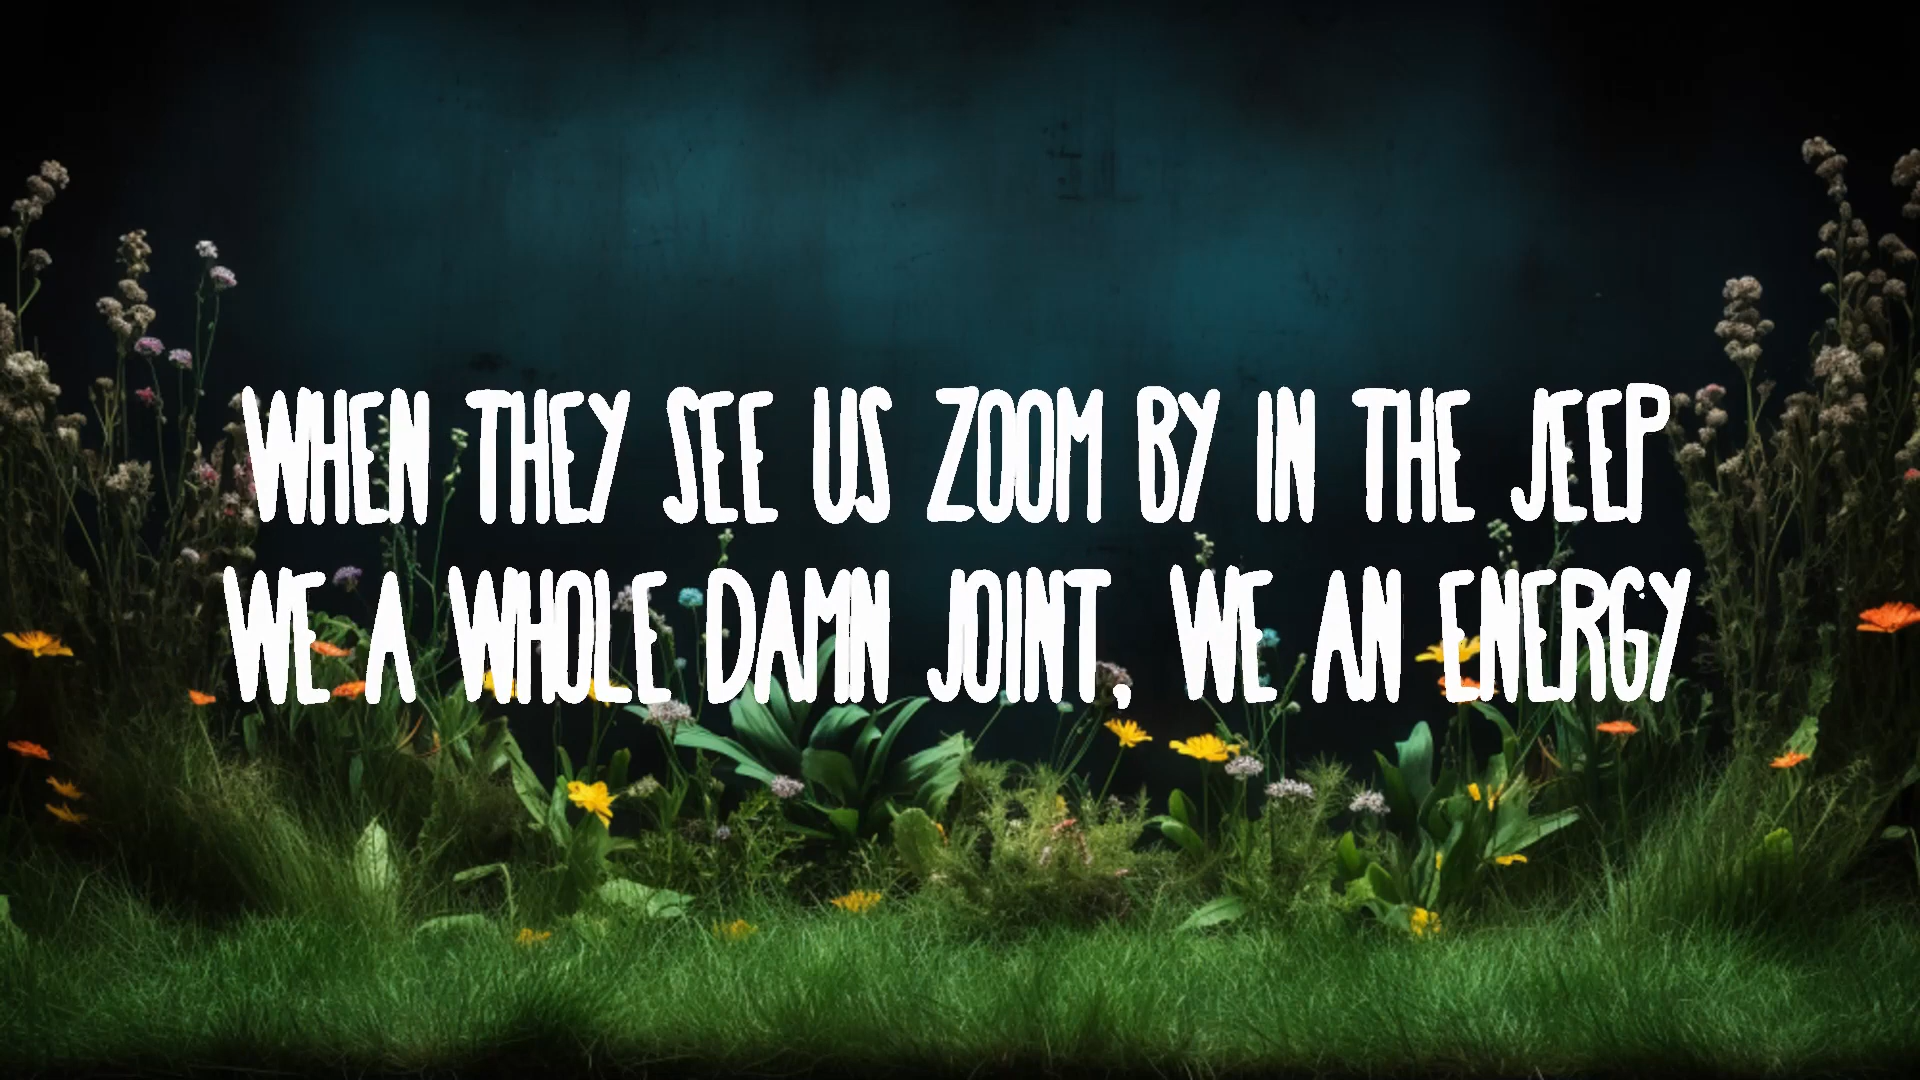 WHEN THEY SEE US ZOOM BY IN THE JEEP
WE A WHOLE DAMN JOINT, WE AN ENERGY